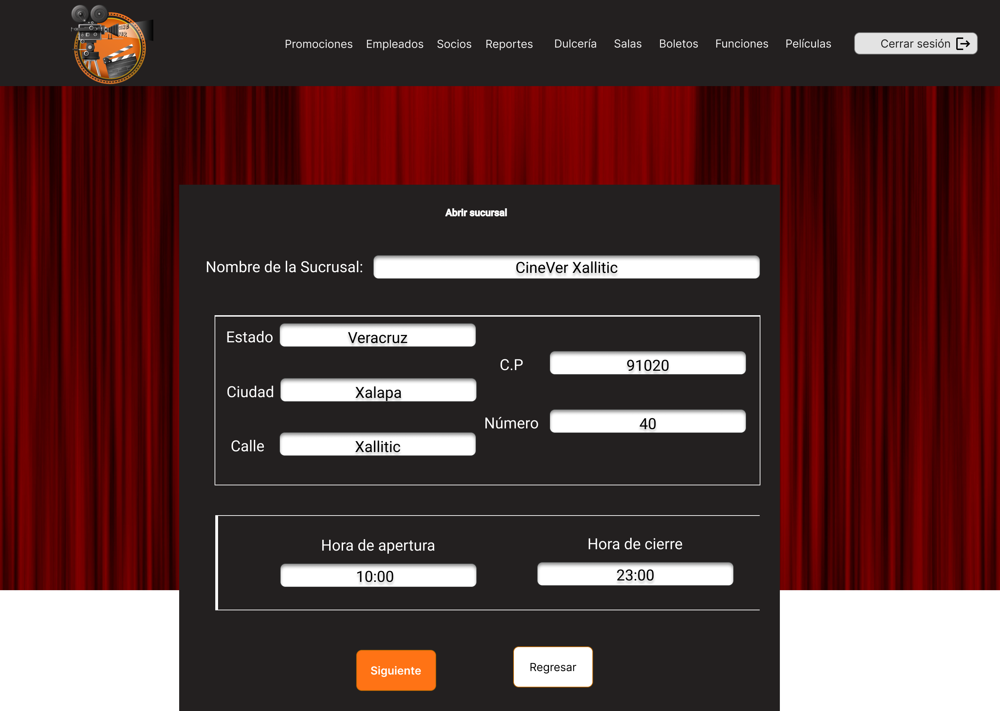 CINE
VER
Promociones Empleados Socios Reportes Dulcería Salas Boletos Funciones Películas Cerrar sesión
Abrir sucursal
Nombre de la Sucrusal: CineVer Xallitic
Estado Veracruz
C.P 91020
Ciudad Xalapa
Número 40
Calle Xallitic
Hora de apertura Hora de cierre
10:00 23:00
Siguiente Regresar